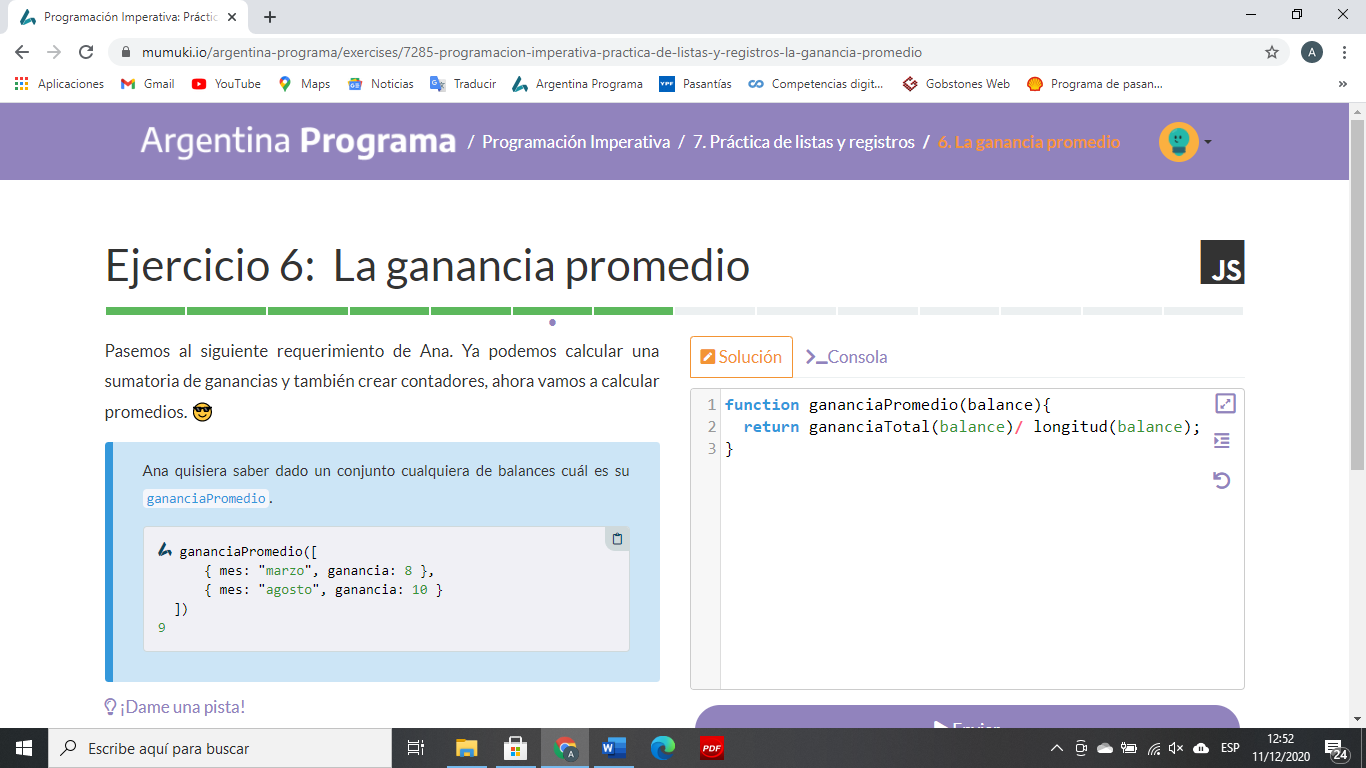 Programación Imperativa: Práctic
mumuki.io/argentina-programa/exercises/7285-programacion-imperativa-practica-de-listas-y-registros-la-ganancia-promedio
A
Aplicaciones
Gmail
YouTube
Maps
Noticias
Traducir
Argentina Programa
YPF
Pasantías
Competencias digit...
Gobstones Web
Programa de pasan...
»
Argentina Programa / Programación Imperativa / 7. Práctica de listas y registros / 6. La ganancia promedio
Ejercicio 6: La ganancia promedio
JS
Pasemos al siguiente requerimiento de Ana. Ya podemos calcular una
sumatoria de ganancias y también crear contadores, ahora vamos a calcular
promedios. 😎
Ana quisiera saber dado un conjunto cualquiera de balances cuál es su
gananciaPromedio.
gananciaPromedio([
{ mes: "marzo", ganancia: 8 },
{ mes: "agosto", ganancia: 10 }
])
9
¡Dame una pista!
Solución
Consola
1 function gananciaPromedio(balance){
2 return gananciaTotal(balance)/ longitud(balance);
3 }
Enviar
Escribe aquí para buscar
A
W
PDF
ESP
12:52
11/12/2020
24